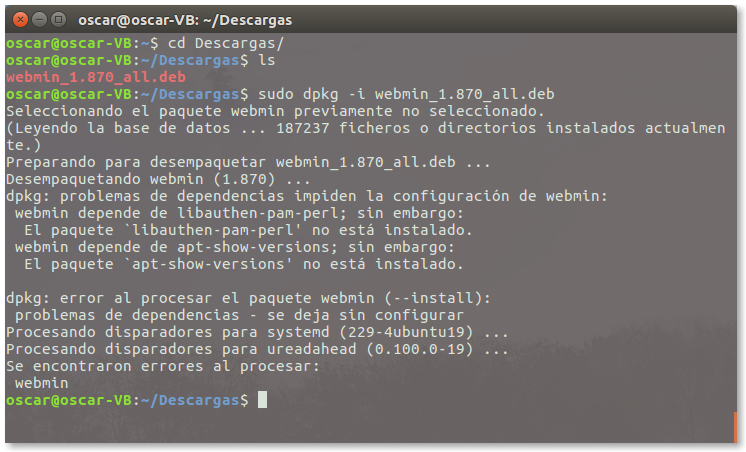 oscar@oscar-VB: ~/Descargas
oscar@oscar-VB:~$ cd Descargas/
oscar@oscar-VB:~/Descargas$ ls
webmin_1.870_all.deb
oscar@oscar-VB:~/Descargas$ sudo dpkg -i webmin_1.870_all.deb
Seleccionando el paquete webmin previamente no seleccionado.
(Leyendo la base de datos ... 187237 ficheros o directorios instalados actualmen
te.)
Preparando para desempaquetar webmin_1.870_all.deb ...
Desempaquetando webmin (1.870) ...
dpkg: problemas de dependencias impiden la configuración de webmin:
 webmin depende de libauthen-pam-perl; sin embargo:
  El paquete `libauthen-pam-perl' no está instalado.
 webmin depende de apt-show-versions; sin embargo:
  El paquete `apt-show-versions' no está instalado.

dpkg: error al procesar el paquete webmin (--install):
 problemas de dependencias - se deja sin configurar
Procesando disparadores para systemd (229-4ubuntu19) ...
Procesando disparadores para ureadahead (0.100.0-19) ...
Se encontraron errores al procesar:
 webmin
oscar@oscar-VB:~/Descargas$